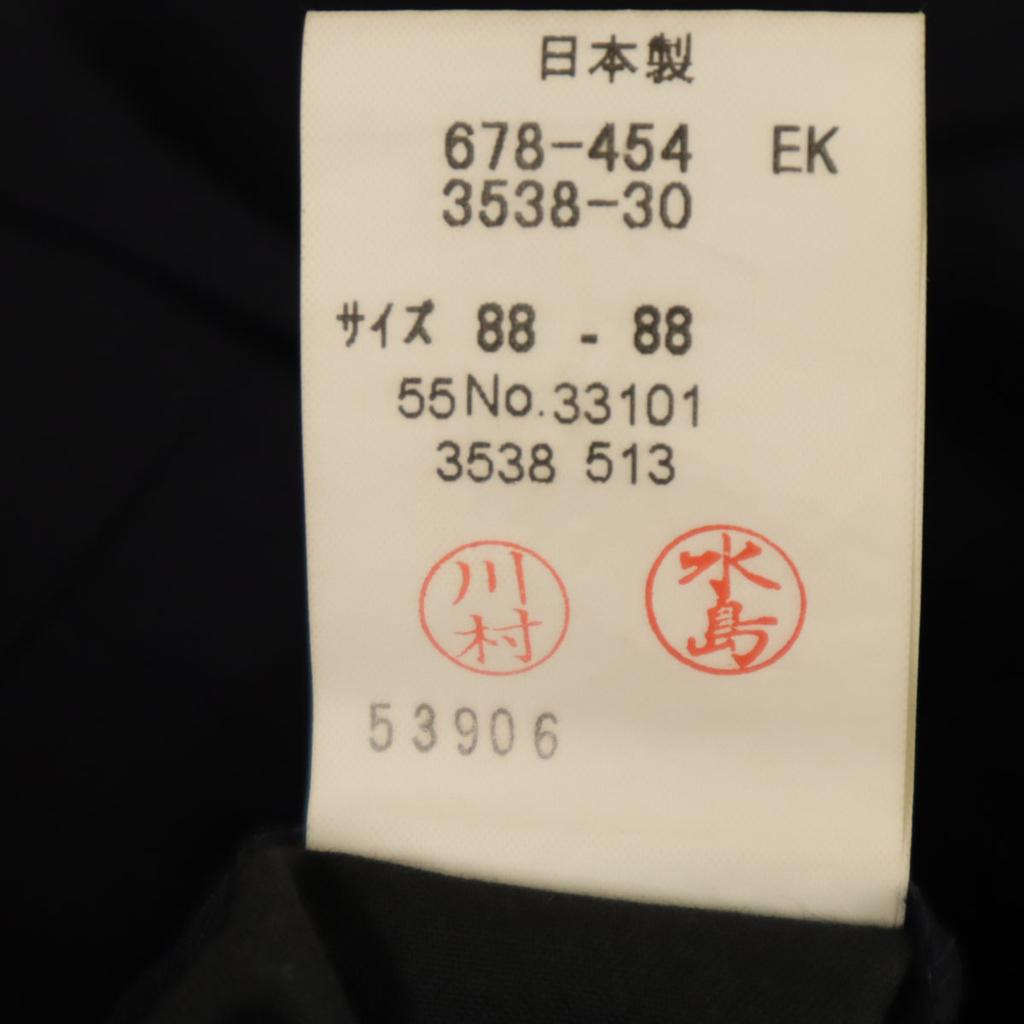 日本製
678-454 EK
3538-30
サイズ 88 - 88
55No.33101
3538 513
川村
水島
53906